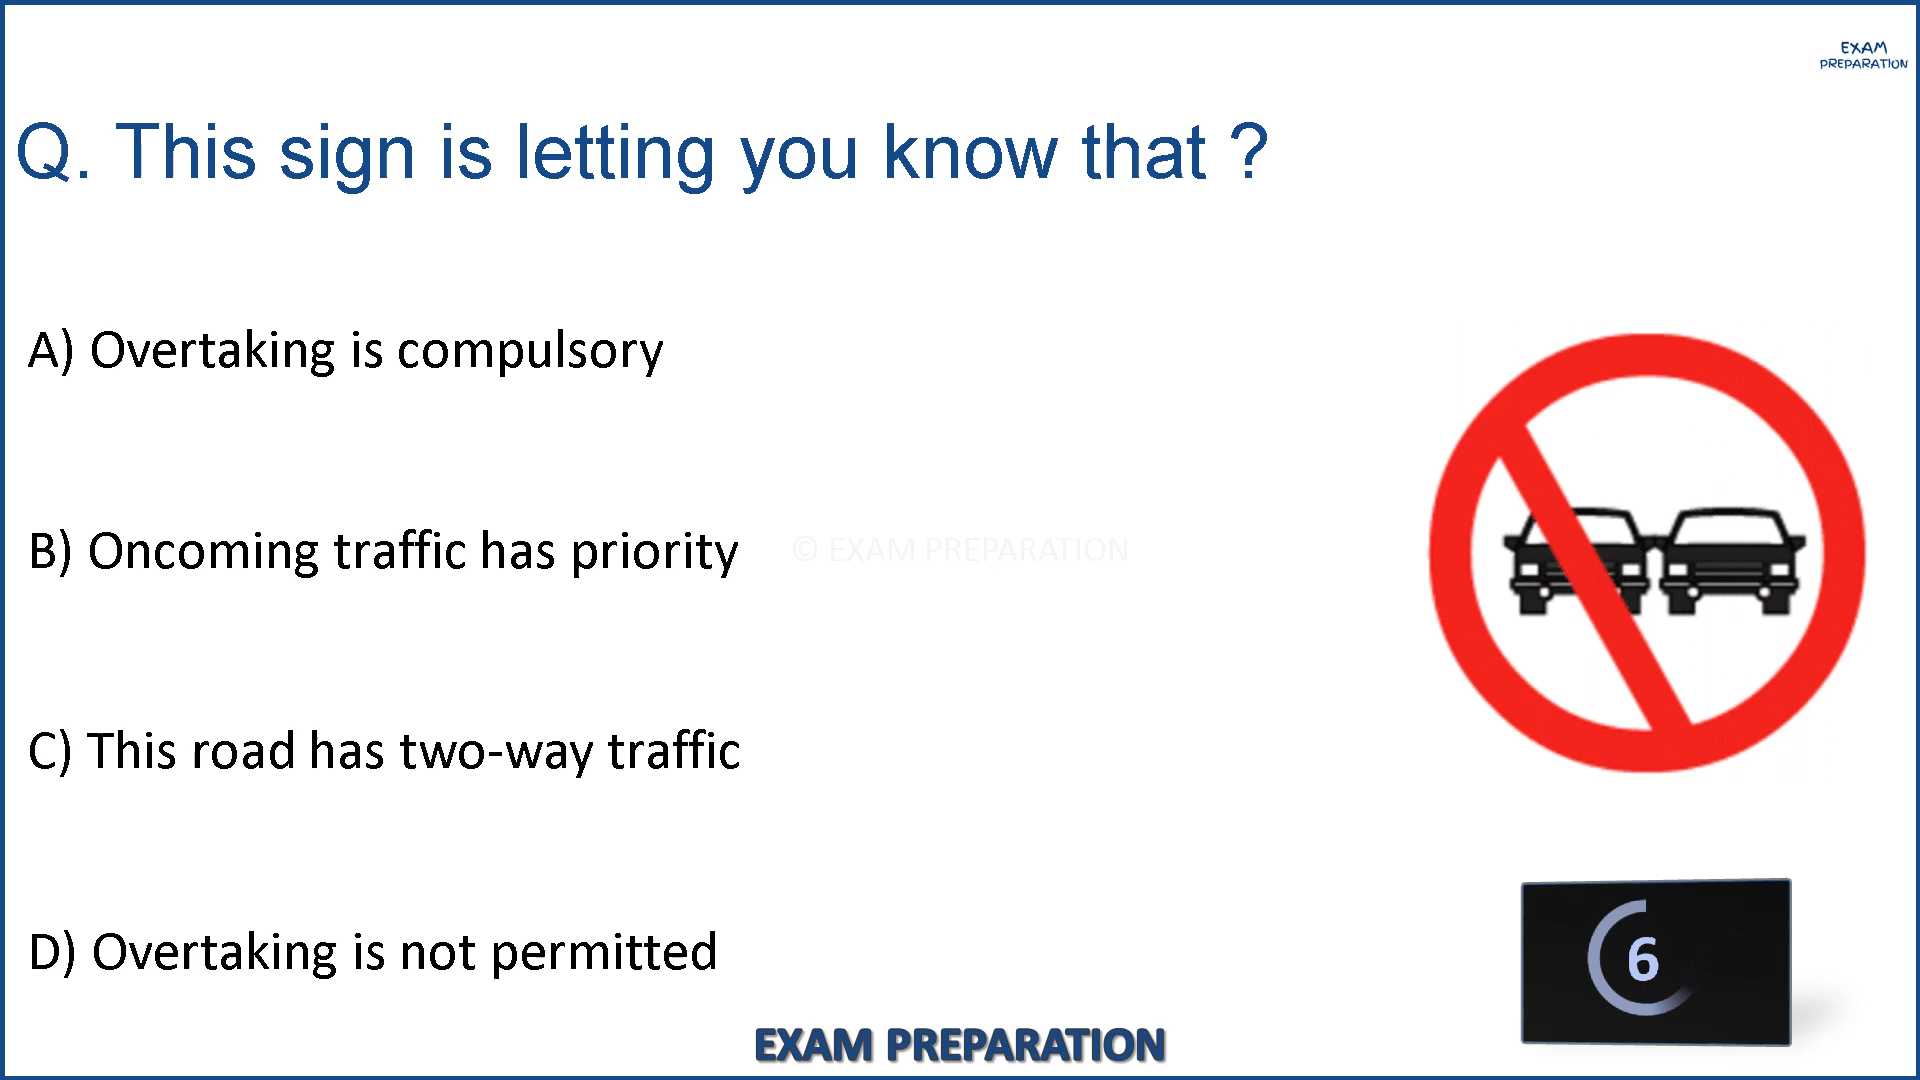 EXAM
PREPARATION
Q. This sign is letting you know that ?
A) Overtaking is compulsory
B) Oncoming traffic has priority
© EXAM PREPARATION
C) This road has two-way traffic
D) Overtaking is not permitted
6
EXAM PREPARATION